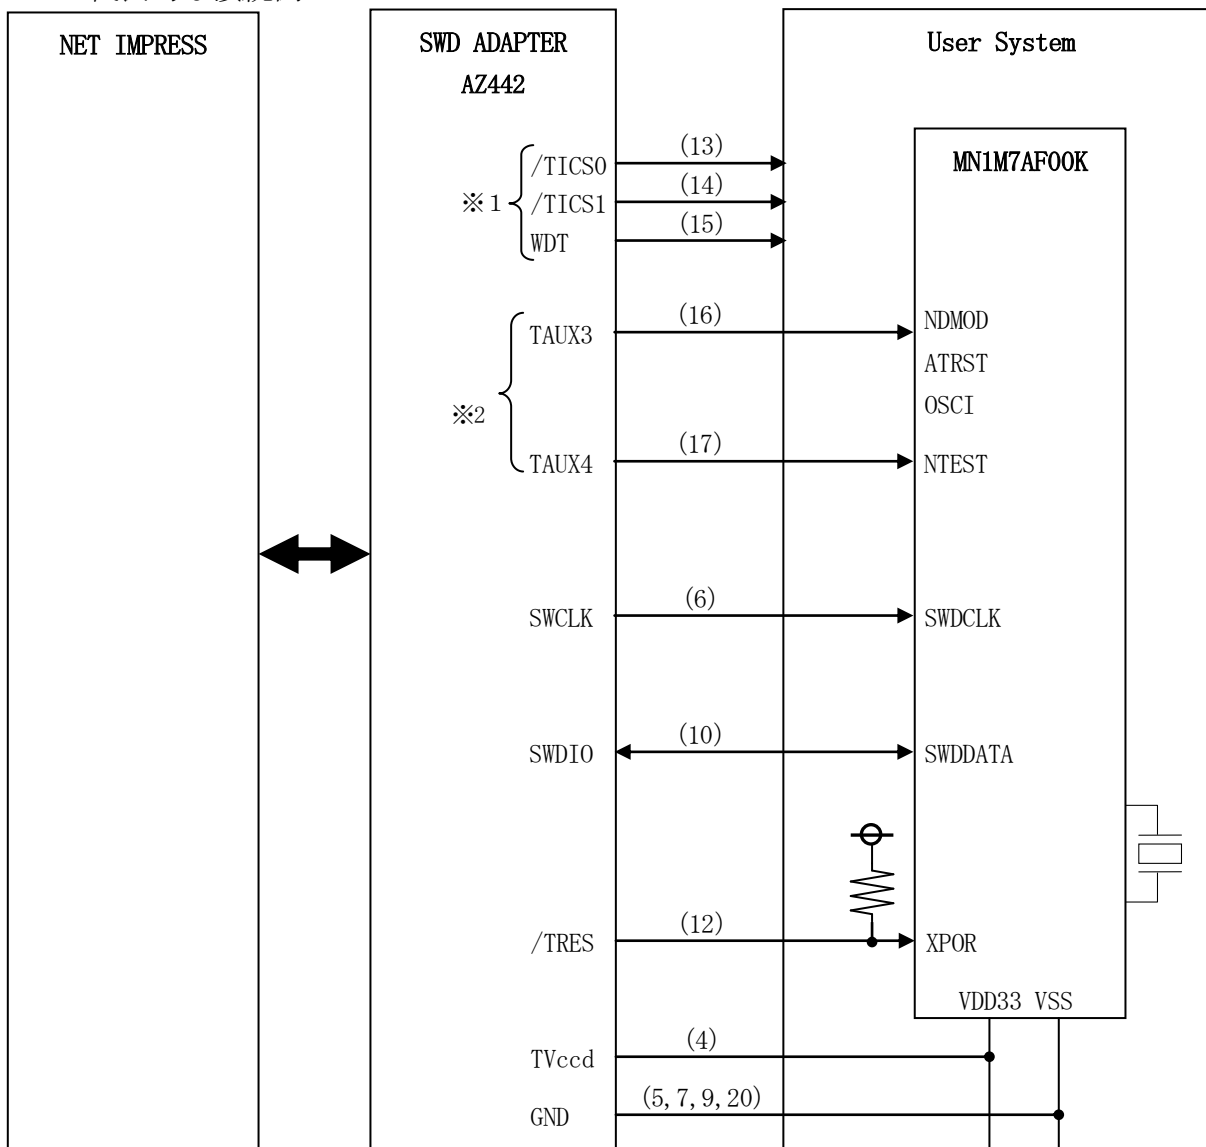 NET IMPRESS
SWD ADAPTER
AZ442
User System
MN1M7AF00K
※1
/TICS0
(13)
/TICS1
(14)
WDT
(15)
※2
TAUX3
(16)
NDMOD
ATRST
OSCI
TAUX4
(17)
NTEST
SWCLK
(6)
SWDCLK
SWDIO
(10)
SWDDATA
/TRES
(12)
XPOR
VDD33 VSS
TVccd
(4)
GND
(5,7,9,20)